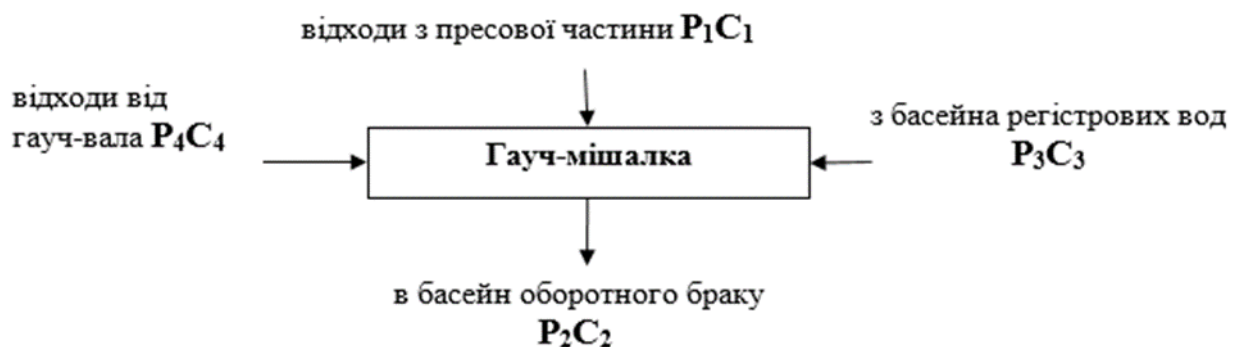 відходи з пресової частини P₁C₁
відходи від
гауч-вала P₄C₄
Гауч-мішалка
з басейна регістрових вод
P₃C₃
в басейн оборотного браку
P₂C₂